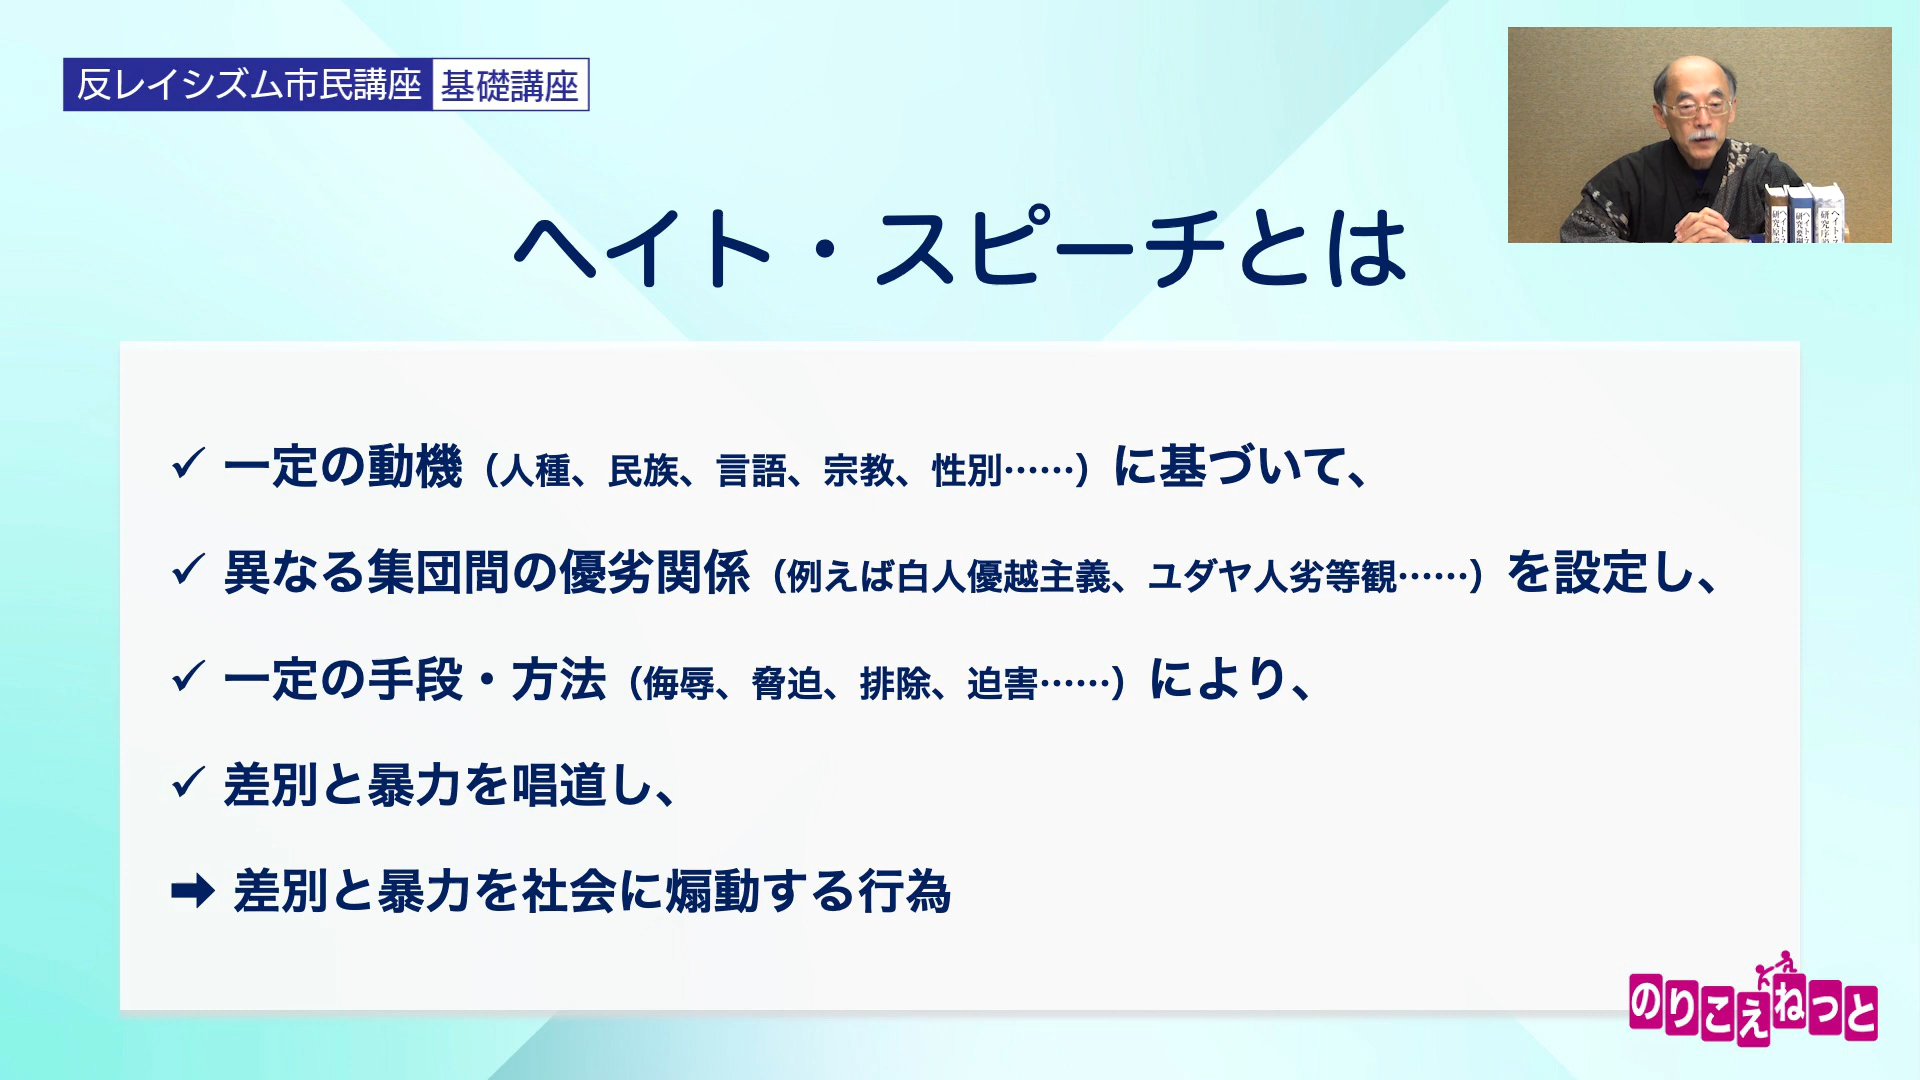 反レイシズム市民講座 基礎講座
ヘイト・スピーチとは
✓ 一定の動機（人種、民族、言語、宗教、性別……）に基づいて、
✓ 異なる集団間の優劣関係（例えば白人優越主義、ユダヤ人劣等観……）を設定し、
✓ 一定の手段・方法（侮辱、脅迫、排除、迫害……）により、
✓ 差別と暴力を唱道し、
➡ 差別と暴力を社会に煽動する行為
のりこえねっと